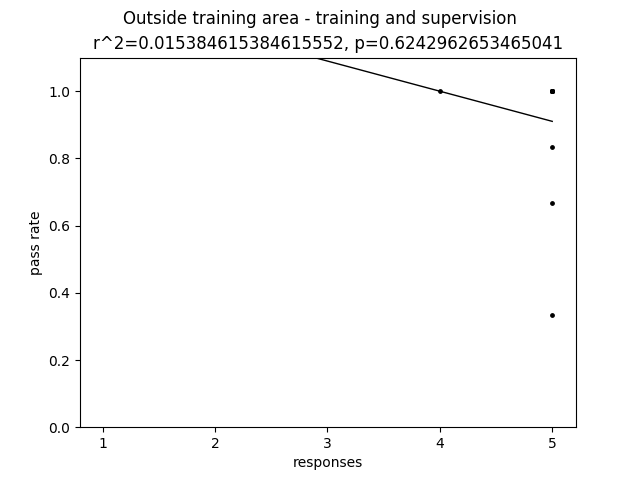 Outside training area - training and supervision
r^2=0.015384615384615552, p=0.6242962653465041
pass rate
1.0
0.8
0.6
0.4
0.2
0.0
1 2 3 4 5
responses